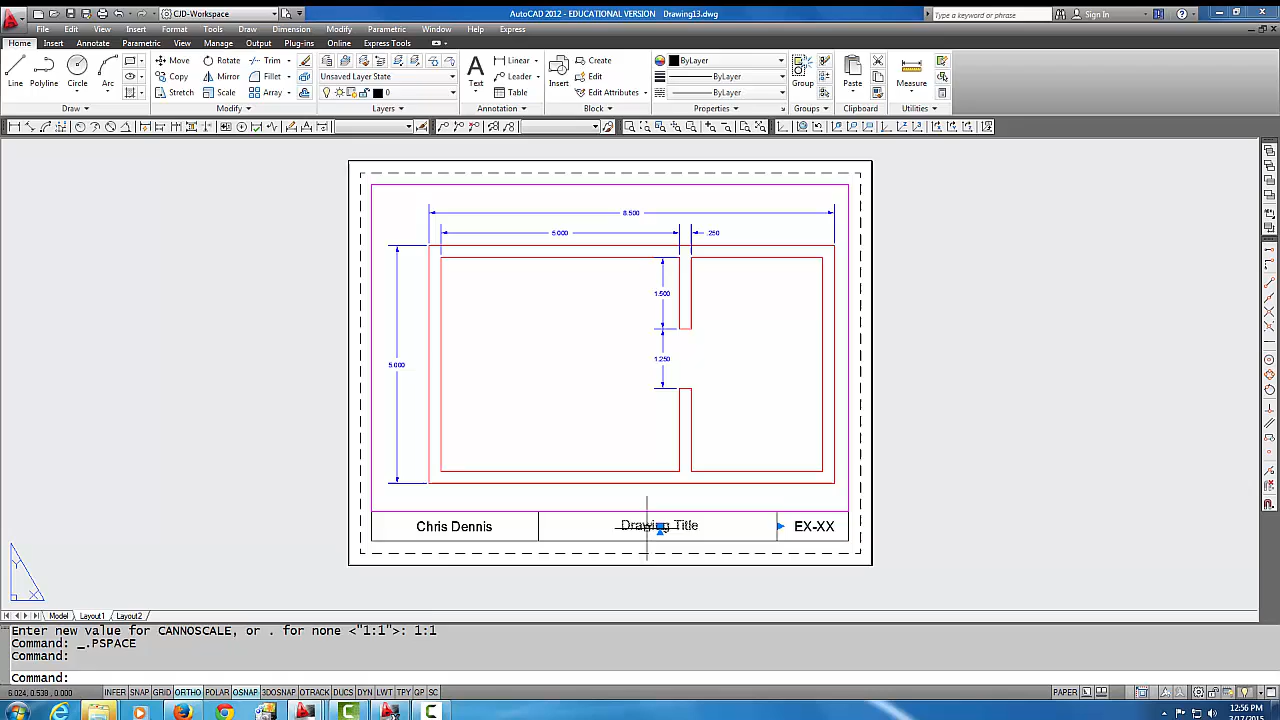 CJD-Workspace
AutoCAD 2012 - EDUCATIONAL VERSION Drawing13.dwg
Type a keyword or phrase
Sign In
File Edit View Insert Format Tools Draw Dimension Modify Parametric Window Help Express
Home Insert Annotate Parametric View Manage Output Plug-ins Online Express Tools
Line Polyline Circle Arc
Move Rotate Trim
Copy Mirror Fillet
Stretch Scale Array
Unsaved Layer State
0
Text
Linear
Leader
Table
Insert
Create
Edit
Edit Attributes
ByLayer
ByLayer
ByLayer
Group
Paste
Measure
Draw Modify Layers Annotation Block Properties Groups Clipboard Utilities
8.500
5.000
.250
1.500
1.250
5.000
Chris Dennis
Drawing Title
EX-XX
Y
X
Model Layout1 Layout2
Enter new value for CANNOSCALE, or . for none <"1:1">: 1:1
Command: _.PSPACE
Command:
Command:
6.024, 0.538, 0.000
INFER SNAP GRID ORTHO POLAR OSNAP 3DOSNAP OTRACK DUCS DYN LWT TPY QP SC
PAPER
12:56 PM